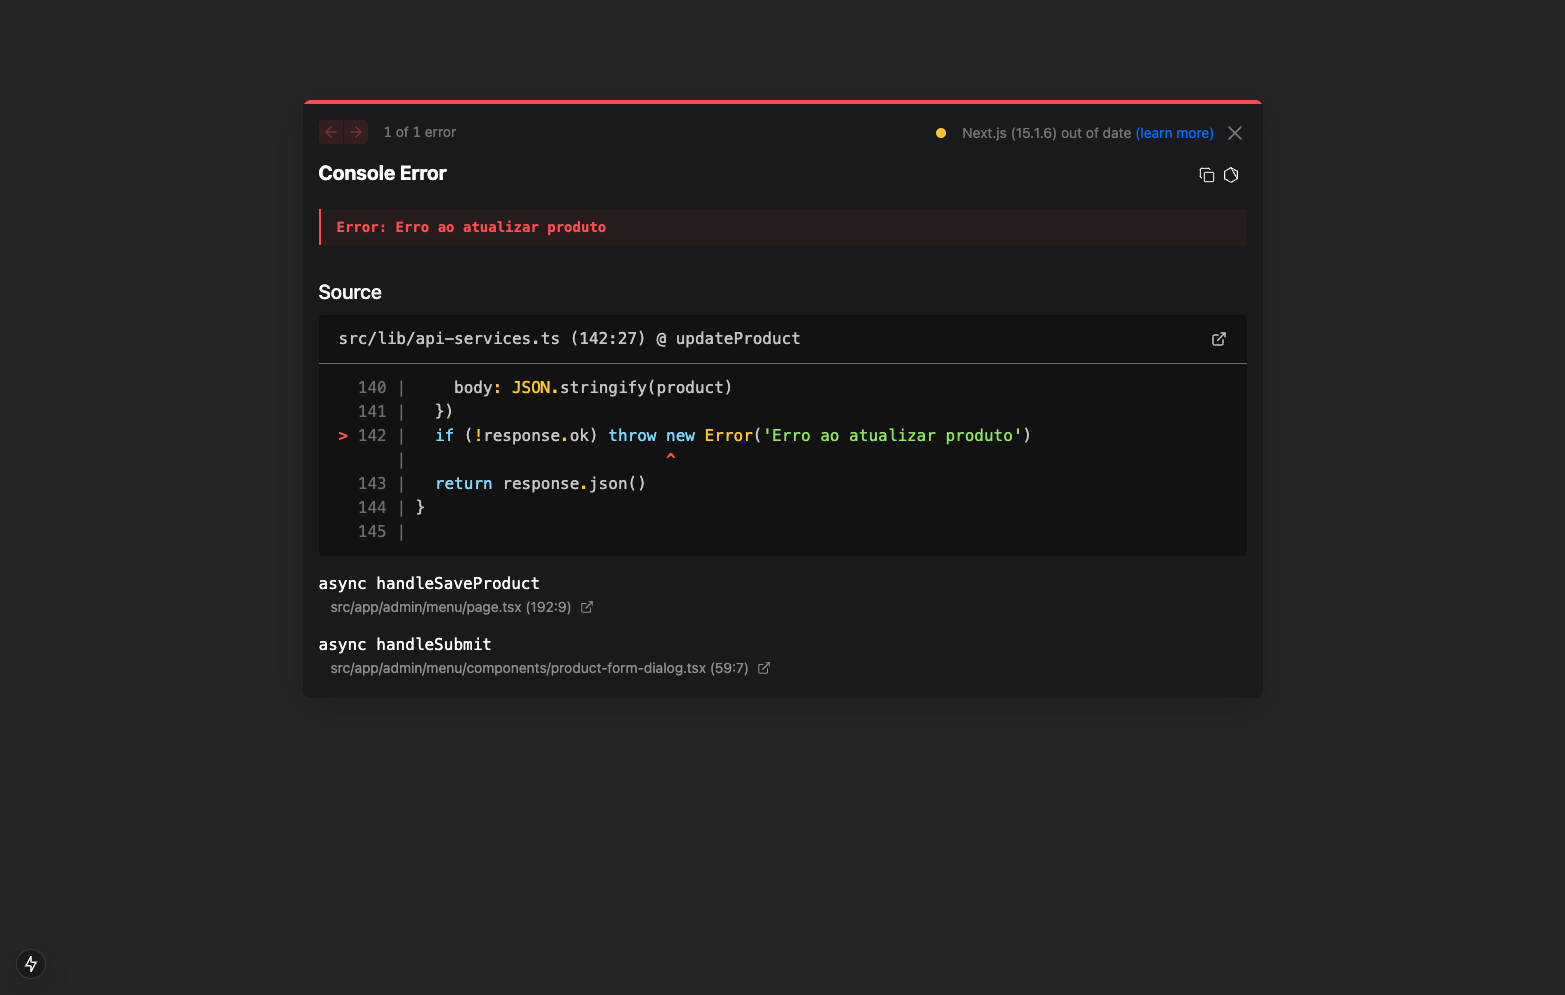 1 of 1 error
Next.js (15.1.6) out of date (learn more)
Console Error
Error: Erro ao atualizar produto
Source
src/lib/api-services.ts (142:27) @ updateProduct
140 |     body: JSON.stringify(product)
141 |   })
> 142 |   if (!response.ok) throw new Error('Erro ao atualizar produto')
|                           ^
143 |   return response.json()
144 | }
145 |
async handleSaveProduct
src/app/admin/menu/page.tsx (192:9)
async handleSubmit
src/app/admin/menu/components/product-form-dialog.tsx (59:7)